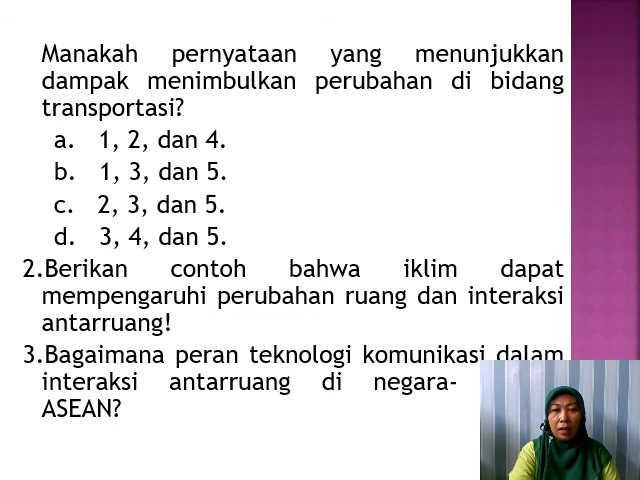 Manakah pernyataan yang menunjukkan
dampak menimbulkan perubahan di bidang
transportasi?
a. 1, 2, dan 4.
b. 1, 3, dan 5.
c. 2, 3, dan 5.
d. 3, 4, dan 5.
2.Berikan contoh bahwa iklim dapat
mempengaruhi perubahan ruang dan interaksi
antarruang!
3.Bagaimana peran teknologi komunikasi dalam
interaksi antarruang di negara-
ASEAN?